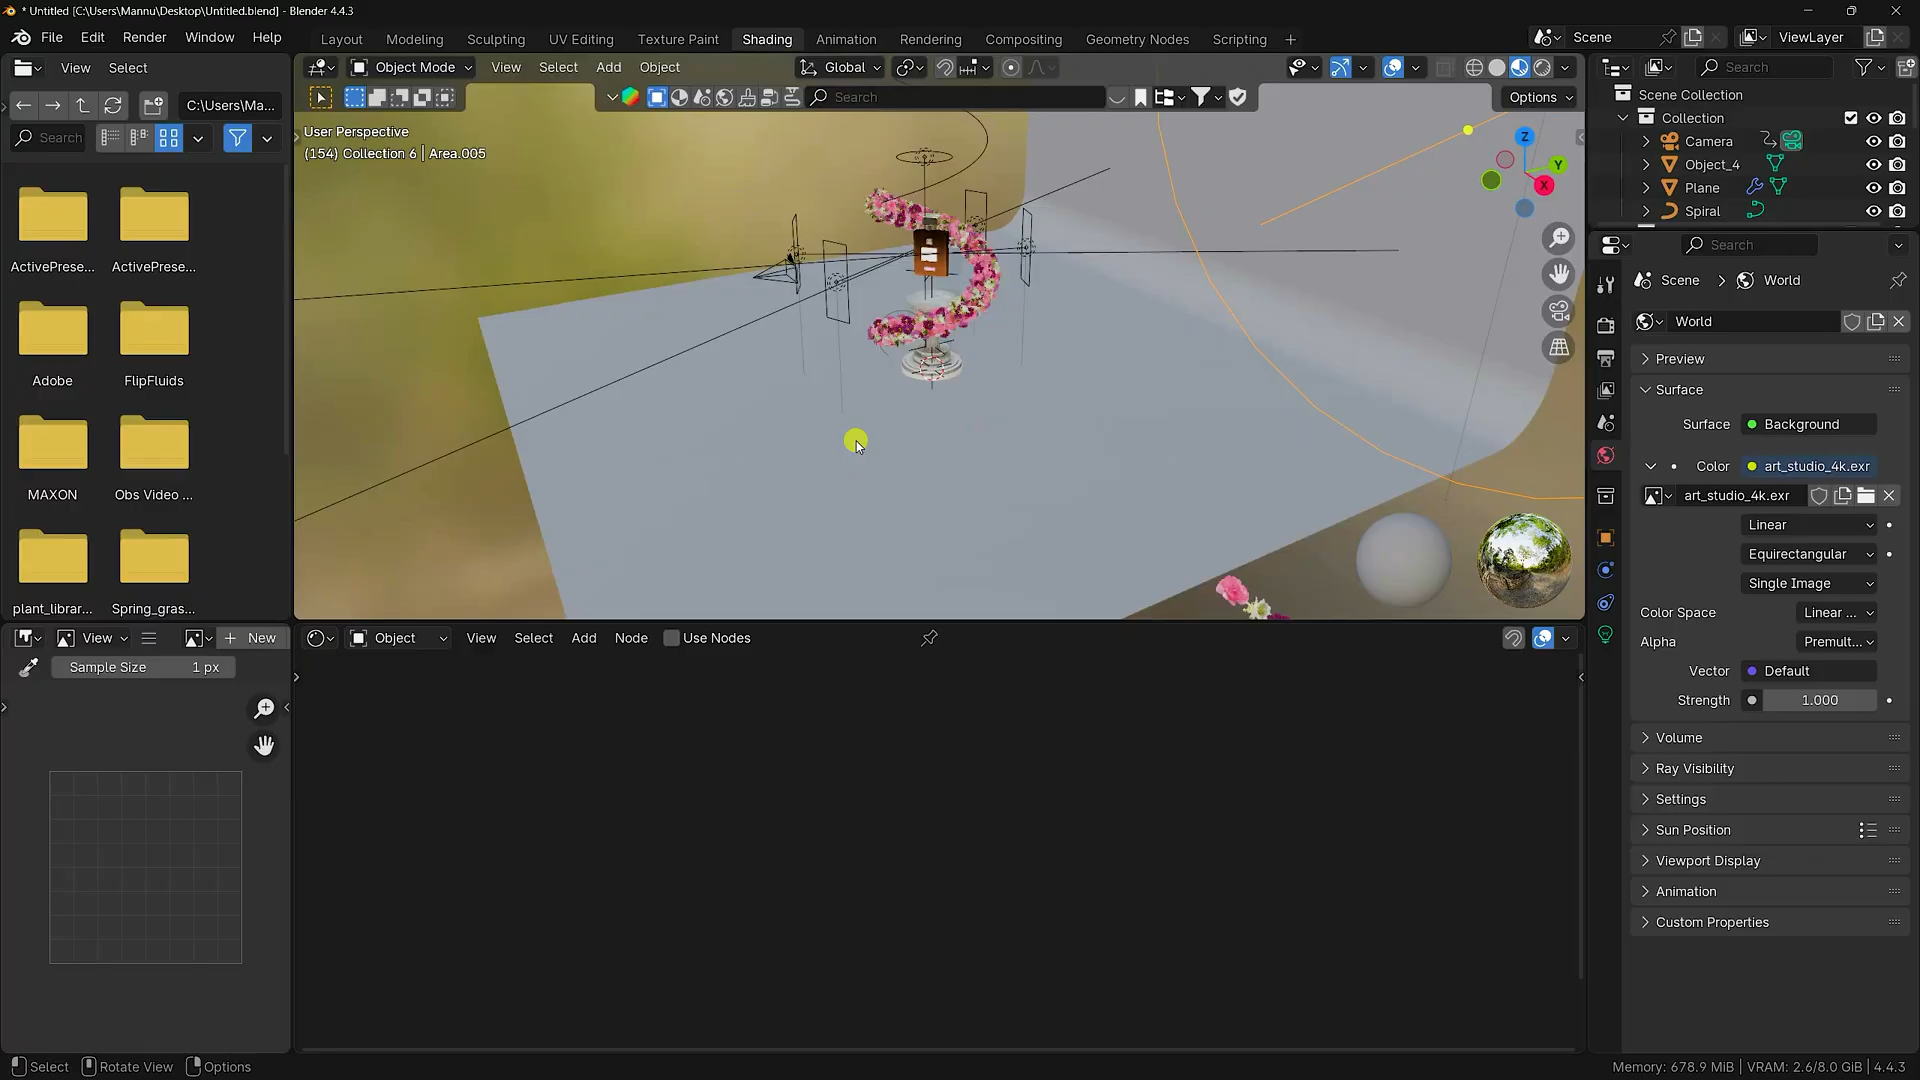 * Untitled [C:\Users\Mannu\Desktop\Untitled.blend] - Blender 4.4.3
File Edit Render Window Help
Layout Modeling Sculpting UV Editing Texture Paint Shading Animation Rendering Compositing Geometry Nodes Scripting +
Scene
ViewLayer
View Select
C:\Users\Ma...
Search
ActivePrese... ActivePrese...
Adobe FlipFluids
MAXON Obs Video ...
plant_librar... Spring_gras...
Object Mode View Select Add Object
Global
Search
Options
User Perspective
(154) Collection 6 | Area.005
Z
Y
X
Search
Scene Collection
Collection
Camera
Object_4
Plane
Spiral
Search
Scene > World
World
Preview
Surface
Surface Background
Color art_studio_4k.exr
art_studio_4k.exr
Linear
Equirectangular
Single Image
Color Space Linear ...
Alpha Premult...
Vector Default
Strength 1.000
Volume
Ray Visibility
Settings
Sun Position
Viewport Display
Animation
Custom Properties
View + New
Sample Size 1 px
Object View Select Add Node Use Nodes
Select Rotate View Options
Memory: 678.9 MiB | VRAM: 2.6/8.0 GiB | 4.4.3